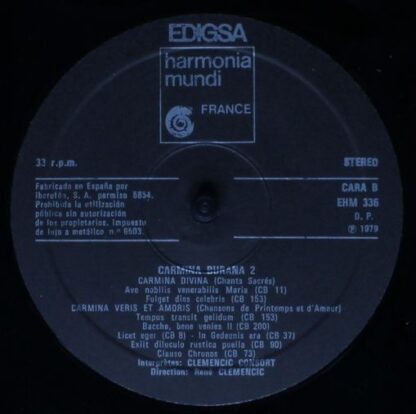 EDIGSA
harmonia
mundi
FRANCE
33 r.p.m.
STEREO
Fabricado en España por
Iberofón, S. A. permiso 6854.
Prohibida la utilización
pública sin autorización
de los propietarios. Impuesto
de lujo a metálico n.º 6503.
CARA B
EHM 336
D. P.
Ⓟ 1979
CARMINA BURANA 2
CARMINA DIVINA (Chants Sacrés)
Ave nobilis venerabilis Maria (CB 11)
Fulget dies celebris (CB 153)
CARMINA VERIS ET AMORIS (Chansons de Printemps et d'Amour)
Tempus transit gelidum (CB 153)
Bacche, bene venies II (CB 200)
Licet eger (CB 8) - In Gedeonis ara (CB 37)
Exiit diluculo rustica puella (CB 90)
Clauso Chronos (CB 73)
Interprètes: CLEMENCIC CONSORT
Direction: René CLEMENCIC